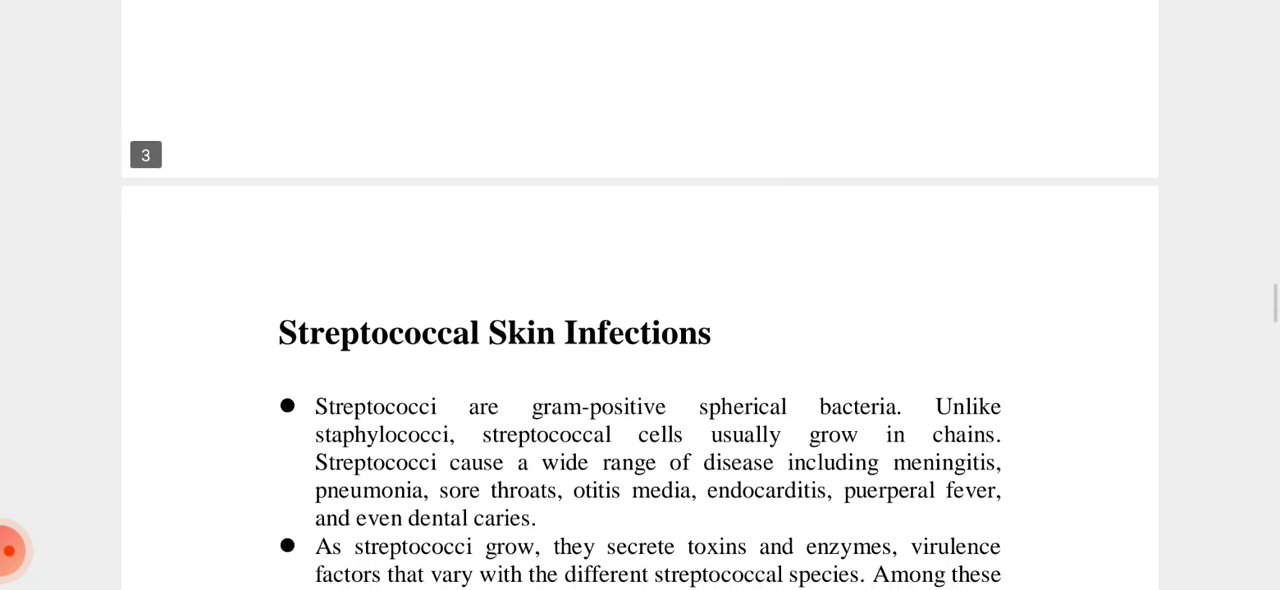 3
Streptococcal Skin Infections
● Streptococci are gram-positive spherical bacteria. Unlike
staphylococci, streptococcal cells usually grow in chains.
Streptococci cause a wide range of disease including meningitis,
pneumonia, sore throats, otitis media, endocarditis, puerperal fever,
and even dental caries.
● As streptococci grow, they secrete toxins and enzymes, virulence
factors that vary with the different streptococcal species. Among these